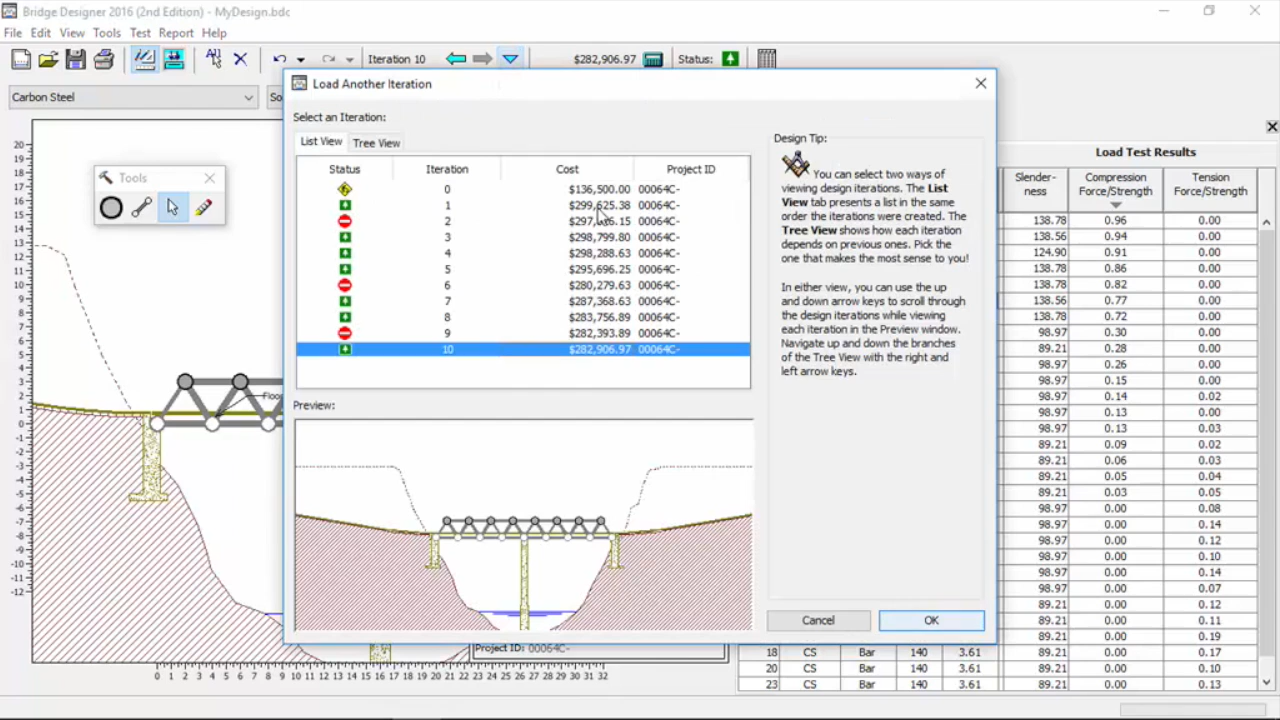 Bridge Designer 2016 (2nd Edition) - MyDesign.bdc
File Edit View Tools Test Report Help
Iteration 10 $282,906.97 Status:
Carbon Steel
Load Another Iteration
Select an Iteration:
List View Tree View
Status Iteration Cost Project ID
0 $136,500.00 00064C-
1 $299,625.38 00064C-
2 00064C-
3 $298,799.80 00064C-
4 $298,288.63 00064C-
5 $295,696.25 00064C-
6 $280,279.63 00064C-
7 $287,368.63 00064C-
8 $283,756.89 00064C-
9 $282,393.89 00064C-
10 $282,906.97 00064C-
Preview:
Design Tip:
You can select two ways of
viewing design iterations. The List
View tab presents a list in the same
order the iterations were created. The
Tree View shows how each iteration
depends on previous ones. Pick the
one that makes the most sense to you!
In either view, you can use the up
and down arrow keys to scroll through
the design iterations while viewing
each iteration in the Preview window.
Navigate up and down the branches
of the Tree View with the right and
left arrow keys.
Cancel OK
Tools
20
19
18
17
16
15
14
13
12
11
10
9
8
7
6
5
4
3
2
1
0
-1
-2
-3
-4
-5
-6
-7
-8
-9
-10
-11
-12
0 1 2 3 4 5 6 7 8 9 10 11 12 13 14 15 16 17 18 19 20 21 22 23 24 25 26 27 28 29 30 31 32
Project ID: 00064C-
Load Test Results
Slender-
ness
Compression
Force/Strength
Tension
Force/Strength
138.78 0.96 0.00
138.56 0.94 0.00
124.90 0.91 0.00
138.78 0.86 0.00
138.78 0.82 0.00
138.56 0.77 0.00
138.78 0.72 0.00
98.97 0.30 0.00
89.21 0.28 0.00
98.97 0.26 0.00
98.97 0.15 0.00
98.97 0.14 0.02
98.97 0.13 0.00
98.97 0.13 0.03
89.21 0.09 0.02
89.21 0.06 0.03
89.21 0.05 0.04
89.21 0.03 0.05
98.97 0.00 0.08
98.97 0.00 0.14
98.97 0.00 0.12
98.97 0.00 0.10
98.97 0.00 0.14
98.97 0.00 0.07
89.21 0.00 0.12
89.21 0.00 0.11
89.21 0.00 0.19
18 CS Bar 140 3.61 89.21 0.00 0.17
20 CS Bar 140 3.61 89.21 0.00 0.10
23 CS Bar 140 3.61 89.21 0.00 0.13